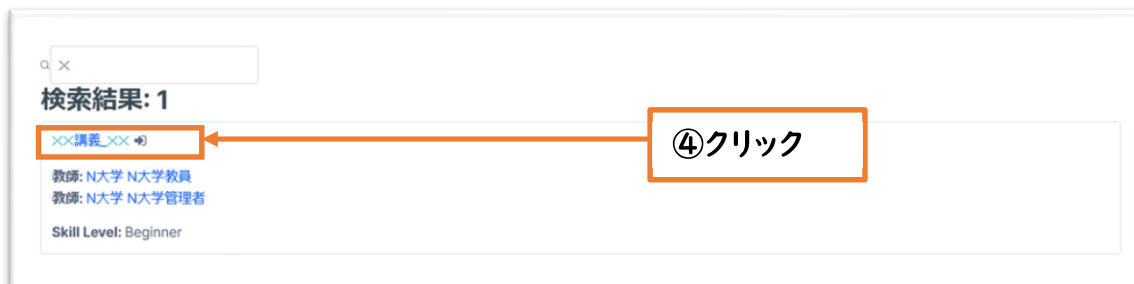 ×
検索結果: 1
××講義_××
④クリック
教師: N大学 N大学教員
教師: N大学 N大学管理者
Skill Level: Beginner